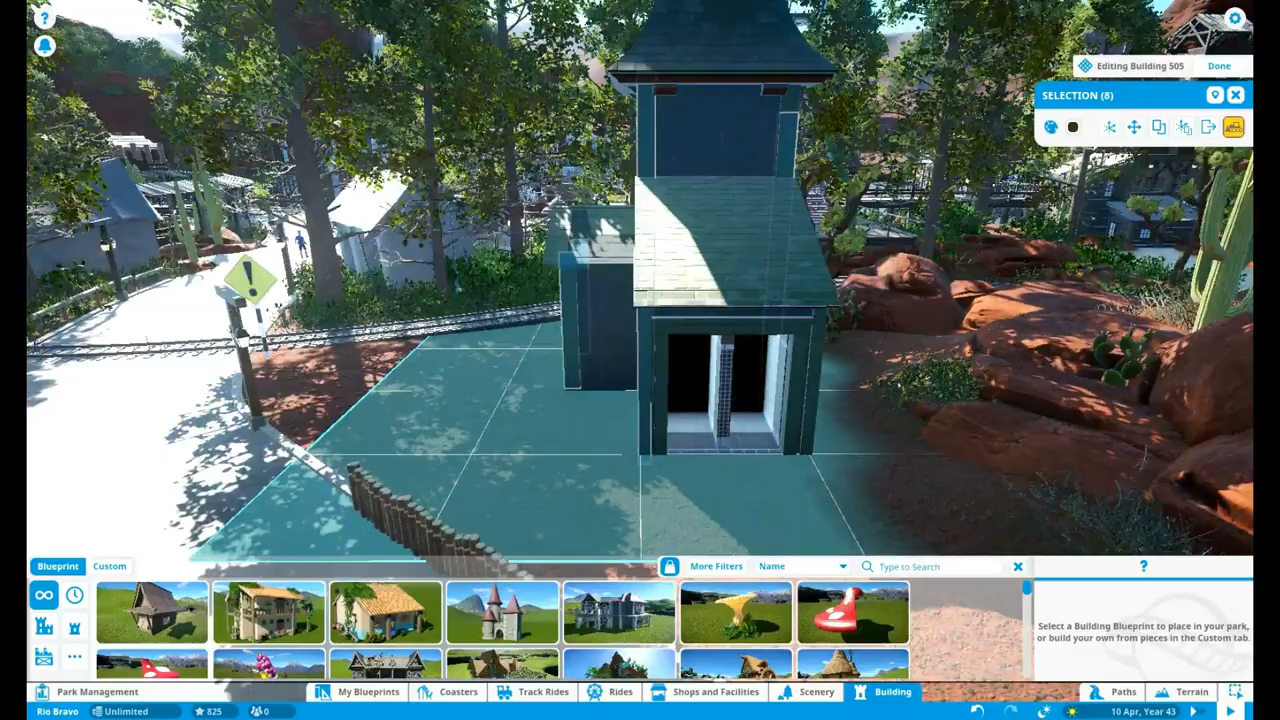 ?
Editing Building 505 Done
SELECTION (8)
!
Blueprint Custom More Filters Name Type to Search ?
Select a Building Blueprint to place in your park,
or build your own from pieces in the Custom tab.
Park Management My Blueprints Coasters Track Rides Rides Shops and Facilities Scenery Building Paths Terrain
Rio Bravo Unlimited 825 0 10 Apr, Year 43